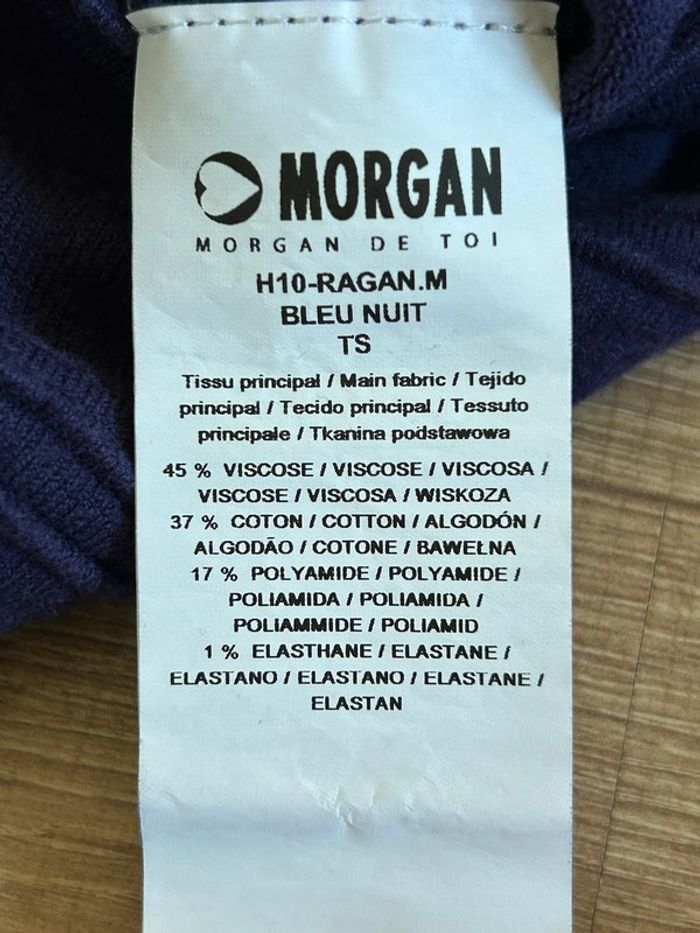 MORGAN
MORGAN DE TOI
H10-RAGAN.M
BLEU NUIT
TS
Tissu principal / Main fabric / Tejido
principal / Tecido principal / Tessuto
principale / Tkanina podstawowa
45 % VISCOSE / VISCOSE / VISCOSA /
VISCOSE / VISCOSA / WISKOZA
37 % COTON / COTTON / ALGODÓN /
ALGODÃO / COTONE / BAWEŁNA
17 % POLYAMIDE / POLYAMIDE /
POLIAMIDA / POLIAMIDA /
POLIAMMIDE / POLIAMID
1 % ELASTHANE / ELASTANE /
ELASTANO / ELASTANO / ELASTANE /
ELASTAN